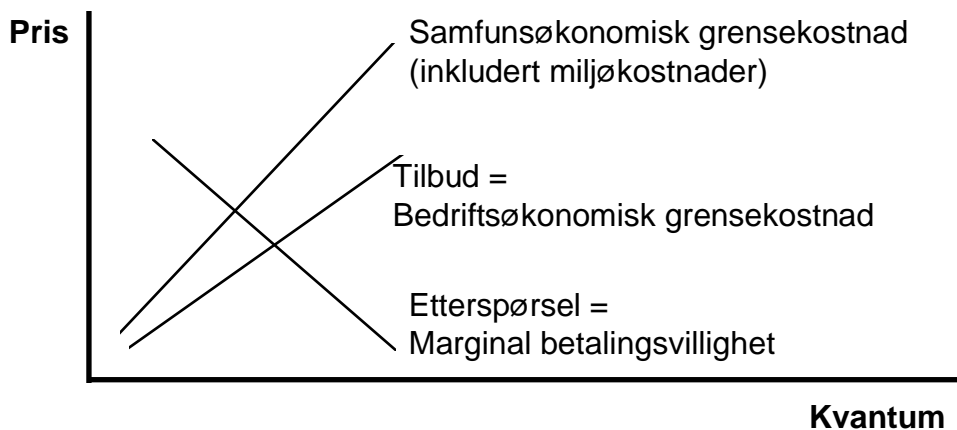 Pris
Samfunsøkonomisk grensekostnad
(inkludert miljøkostnader)
Tilbud =
Bedriftsøkonomisk grensekostnad
Etterspørsel =
Marginal betalingsvillighet
Kvantum